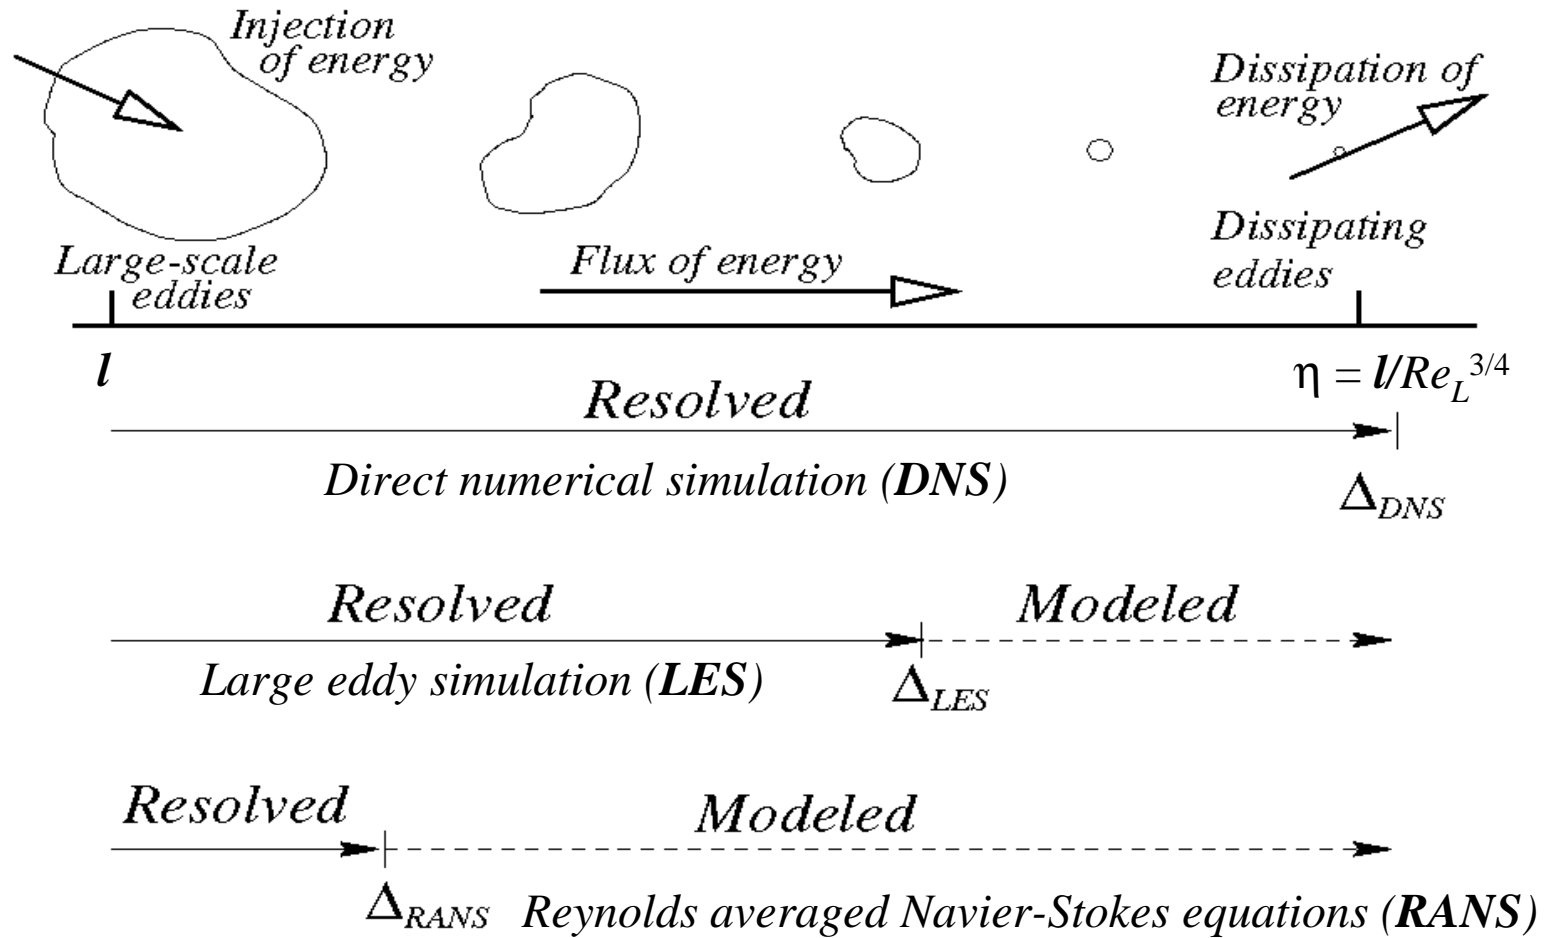 Injection
of energy
Dissipation of
energy
Large-scale
eddies
Flux of energy
Dissipating
eddies
l
η = l/Re_L^3/4
Resolved
Direct numerical simulation (DNS)
Δ_DNS
Resolved
Modeled
Large eddy simulation (LES)
Δ_LES
Resolved
Modeled
Δ_RANS
Reynolds averaged Navier-Stokes equations (RANS)